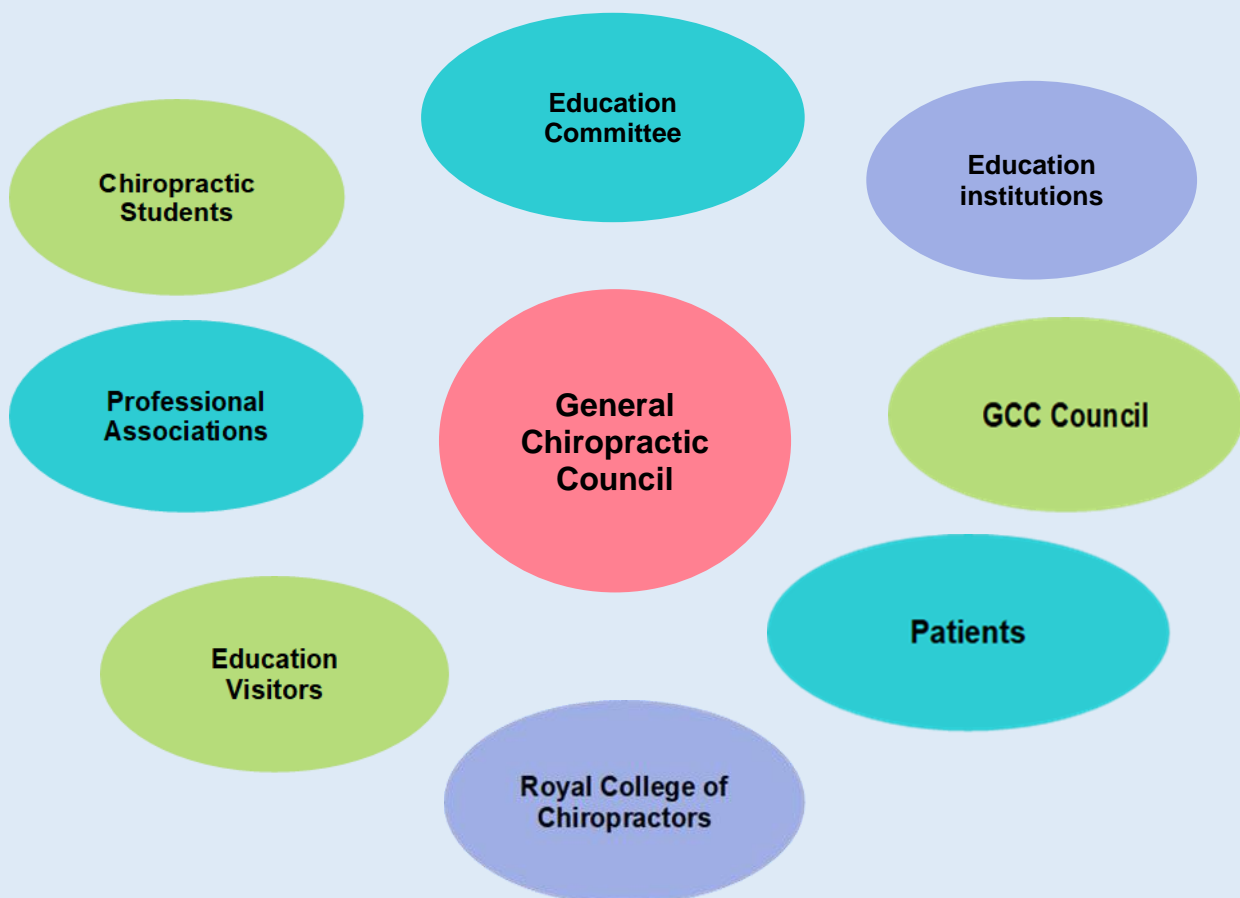 Education
Committee
Education
institutions
Chiropractic
Students
Professional
Associations
General
Chiropractic
Council
GCC Council
Patients
Education
Visitors
Royal College of
Chiropractors